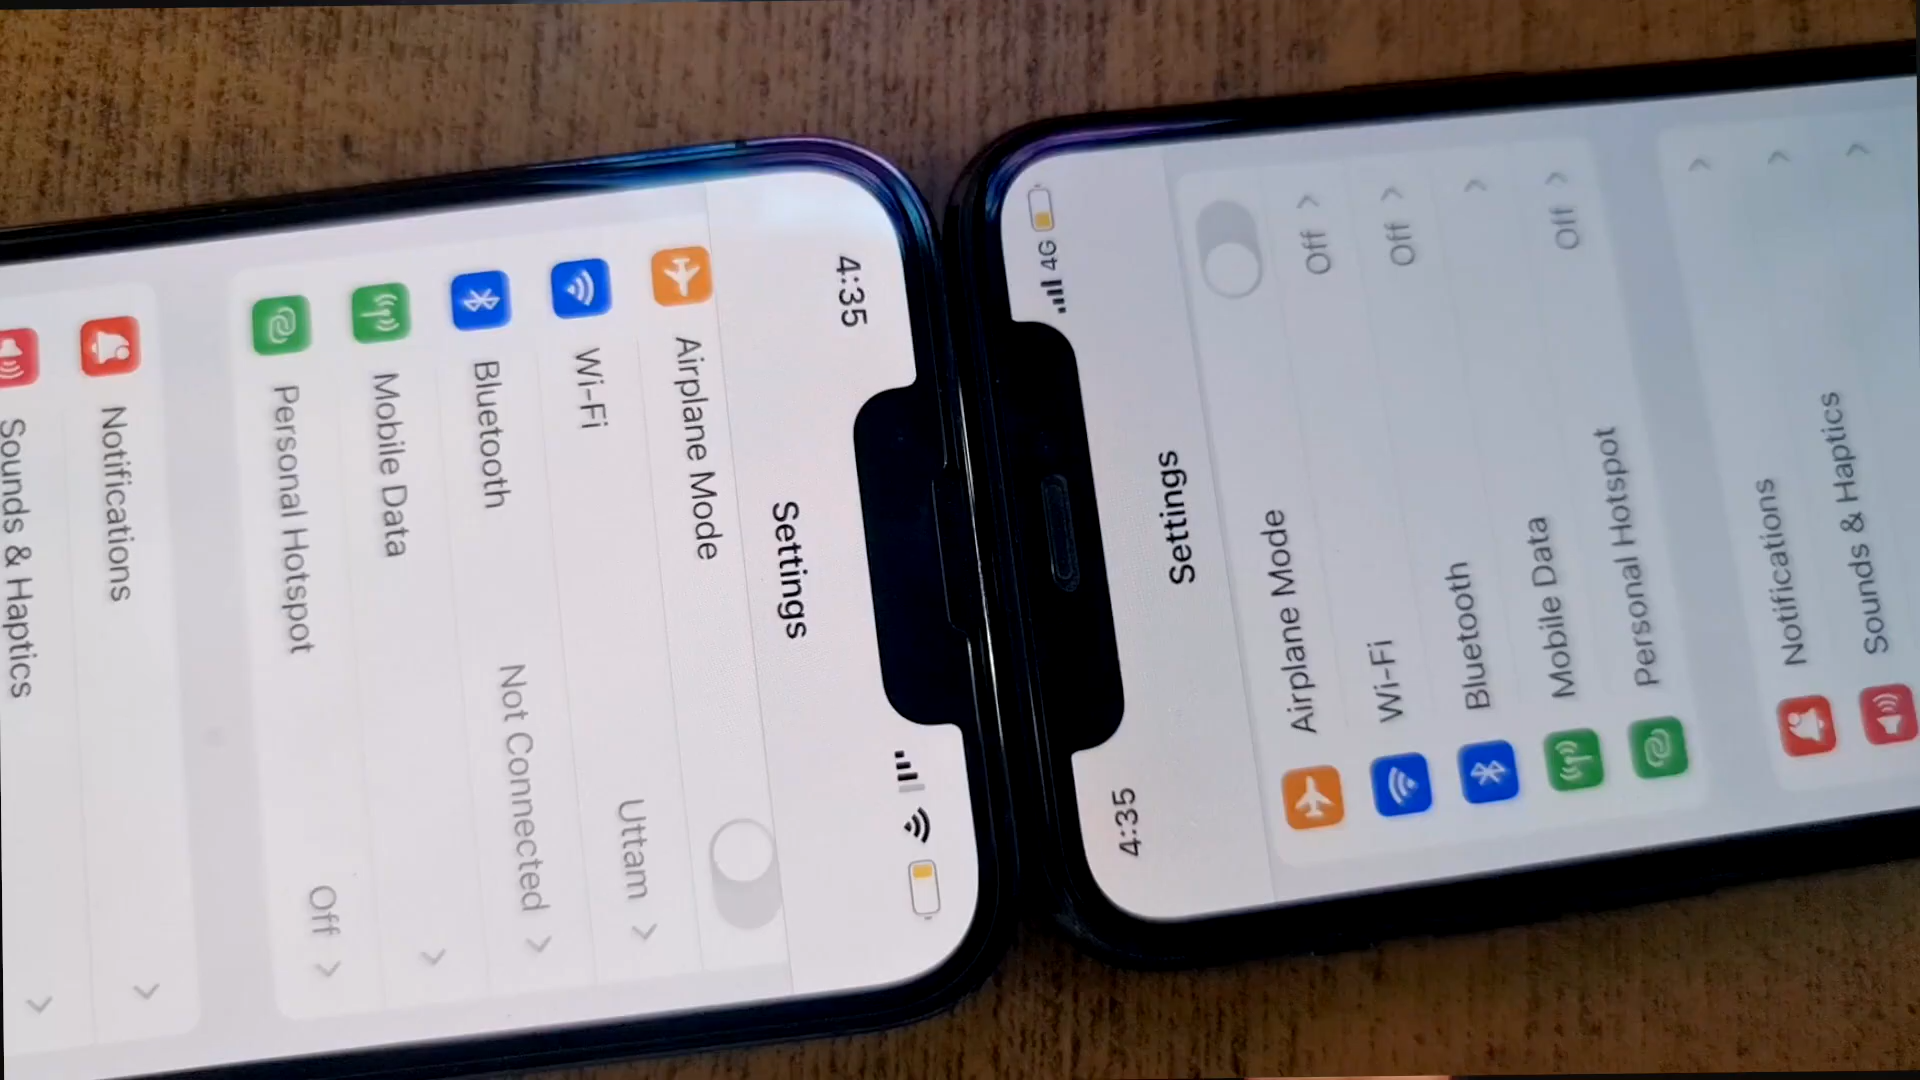 4:35
Settings
Airplane Mode
Wi-Fi Uttam
Bluetooth Not Connected
Mobile Data
Personal Hotspot Off
Notifications
Sounds & Haptics
4:35 4G
Settings
Airplane Mode
Wi-Fi Off
Bluetooth Off
Mobile Data
Personal Hotspot Off
Notifications
Sounds & Haptics